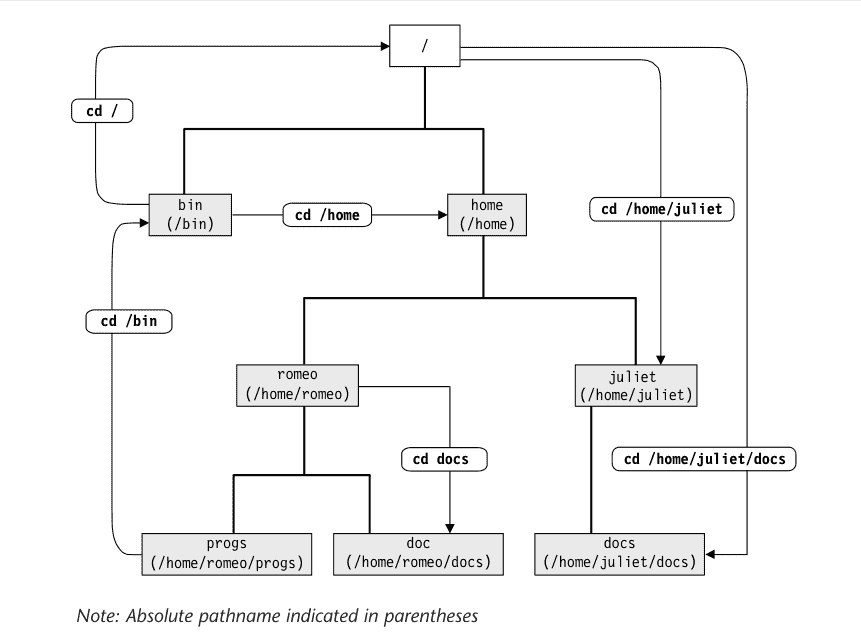 /
cd /
bin
(/bin)
cd /home
home
(/home)
cd /home/juliet
cd /bin
romeo
(/home/romeo)
juliet
(/home/juliet)
cd docs
cd /home/juliet/docs
progs
(/home/romeo/progs)
doc
(/home/romeo/docs)
docs
(/home/juliet/docs)
Note: Absolute pathname indicated in parentheses